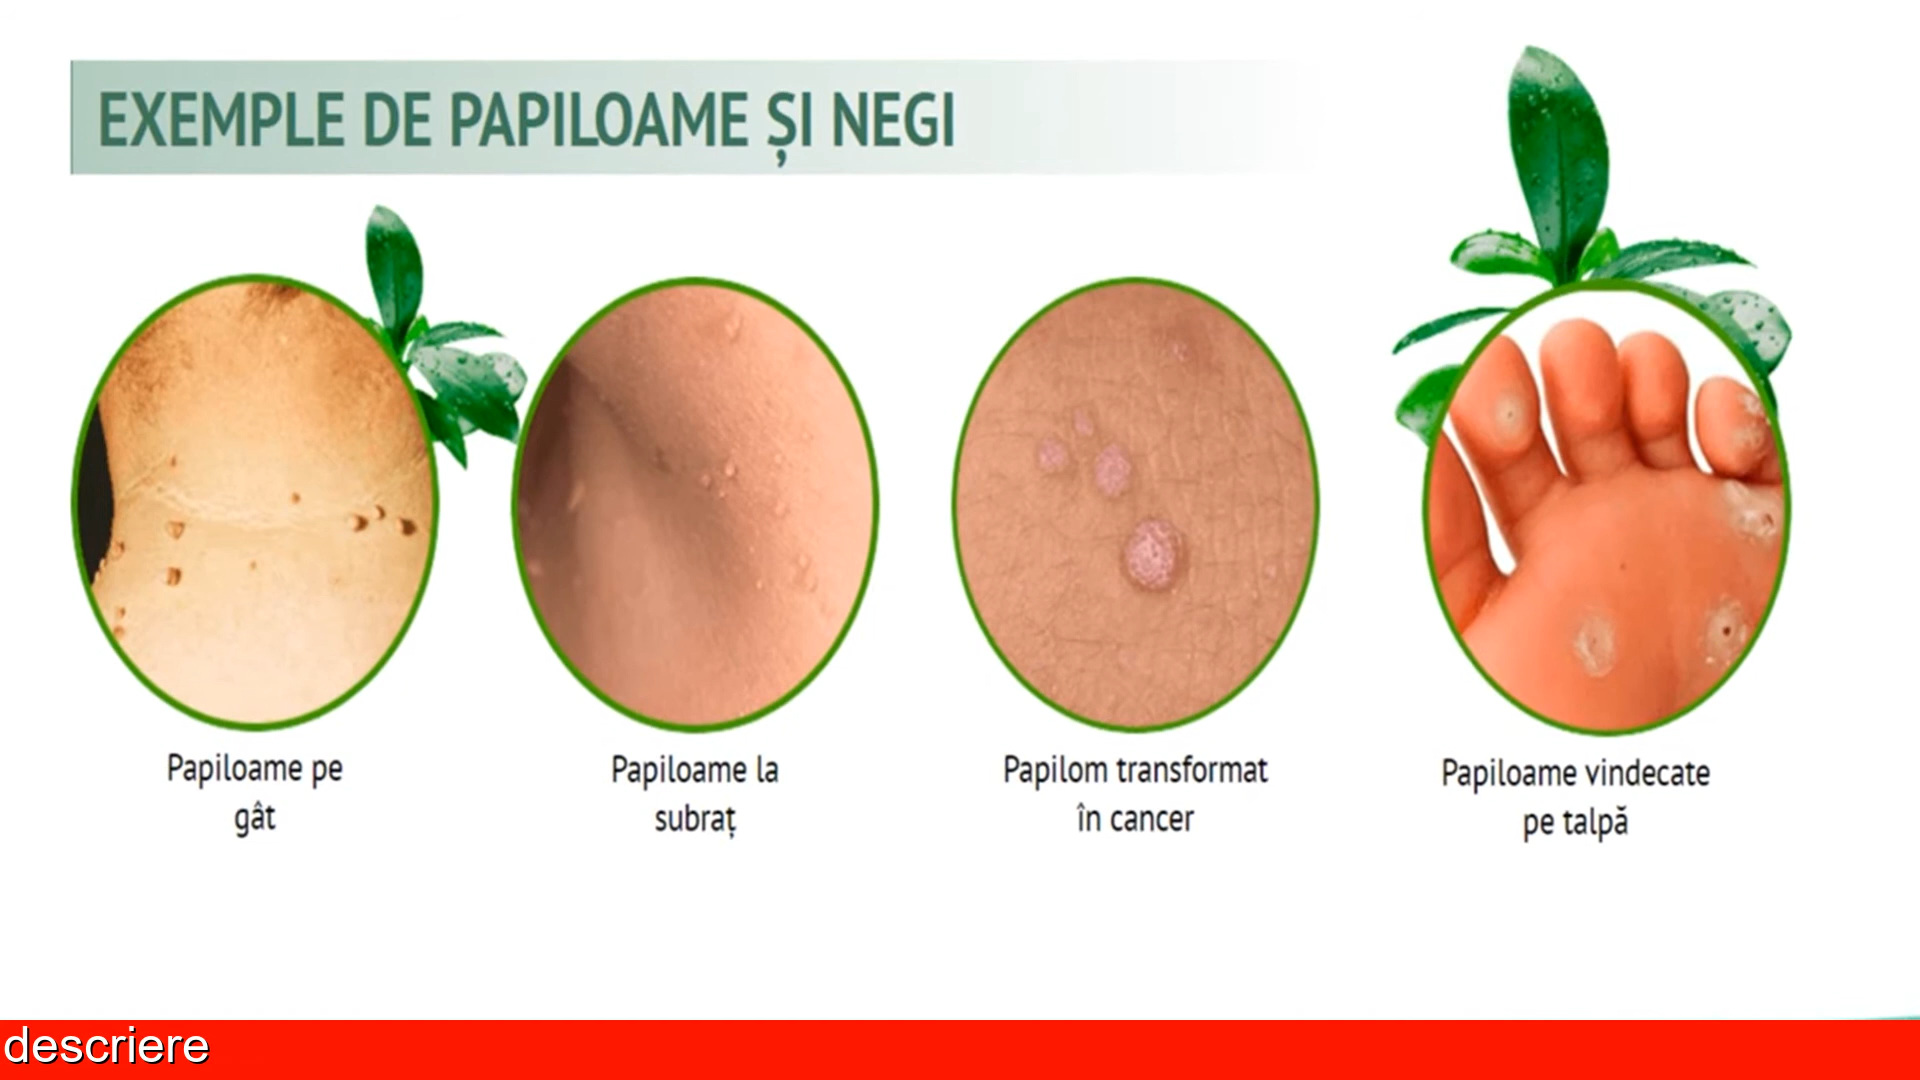 EXEMPLE DE PAPILOAME ȘI NEGI
Papiloame pe
gât
Papiloame la
subraț
Papilom transformat
în cancer
Papiloame vindecate
pe talpă
descriere